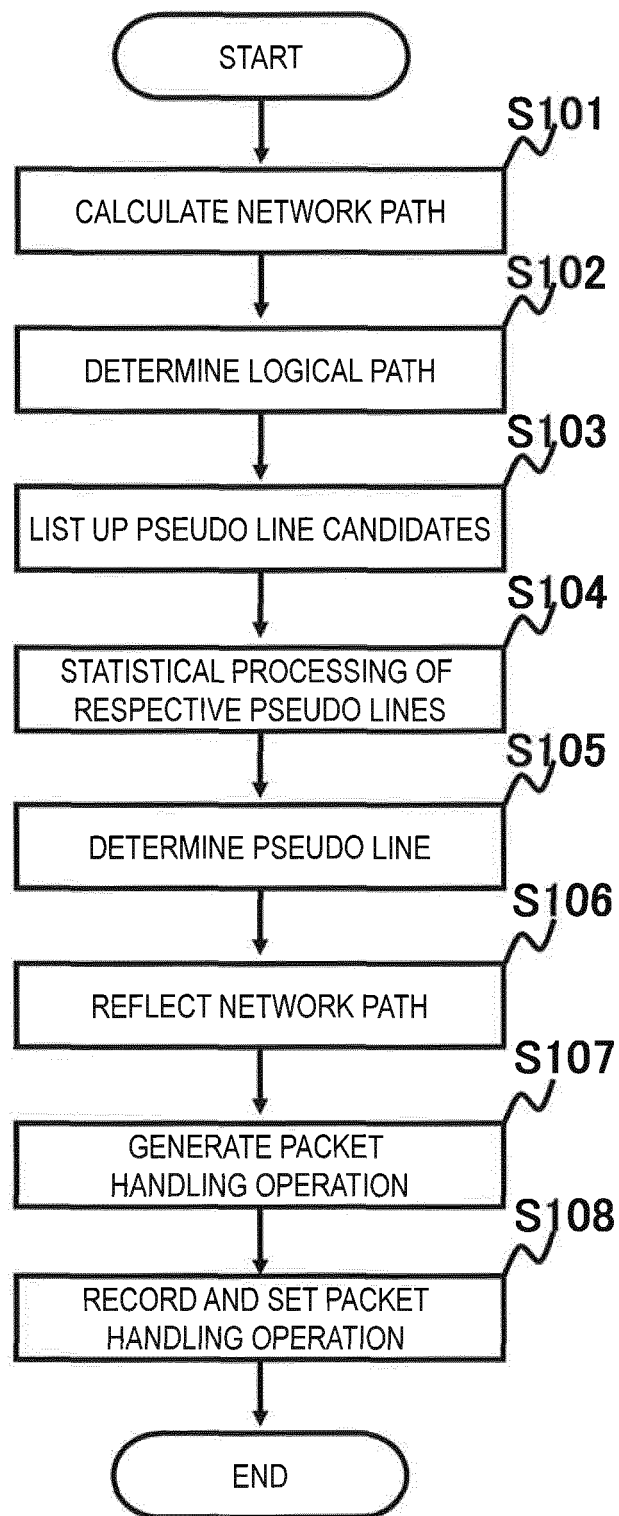 START
S101
CALCULATE NETWORK PATH
S102
DETERMINE LOGICAL PATH
S103
LIST UP PSEUDO LINE CANDIDATES
S104
STATISTICAL PROCESSING OF
RESPECTIVE PSEUDO LINES
S105
DETERMINE PSEUDO LINE
S106
REFLECT NETWORK PATH
S107
GENERATE PACKET
HANDLING OPERATION
S108
RECORD AND SET PACKET
HANDLING OPERATION
END